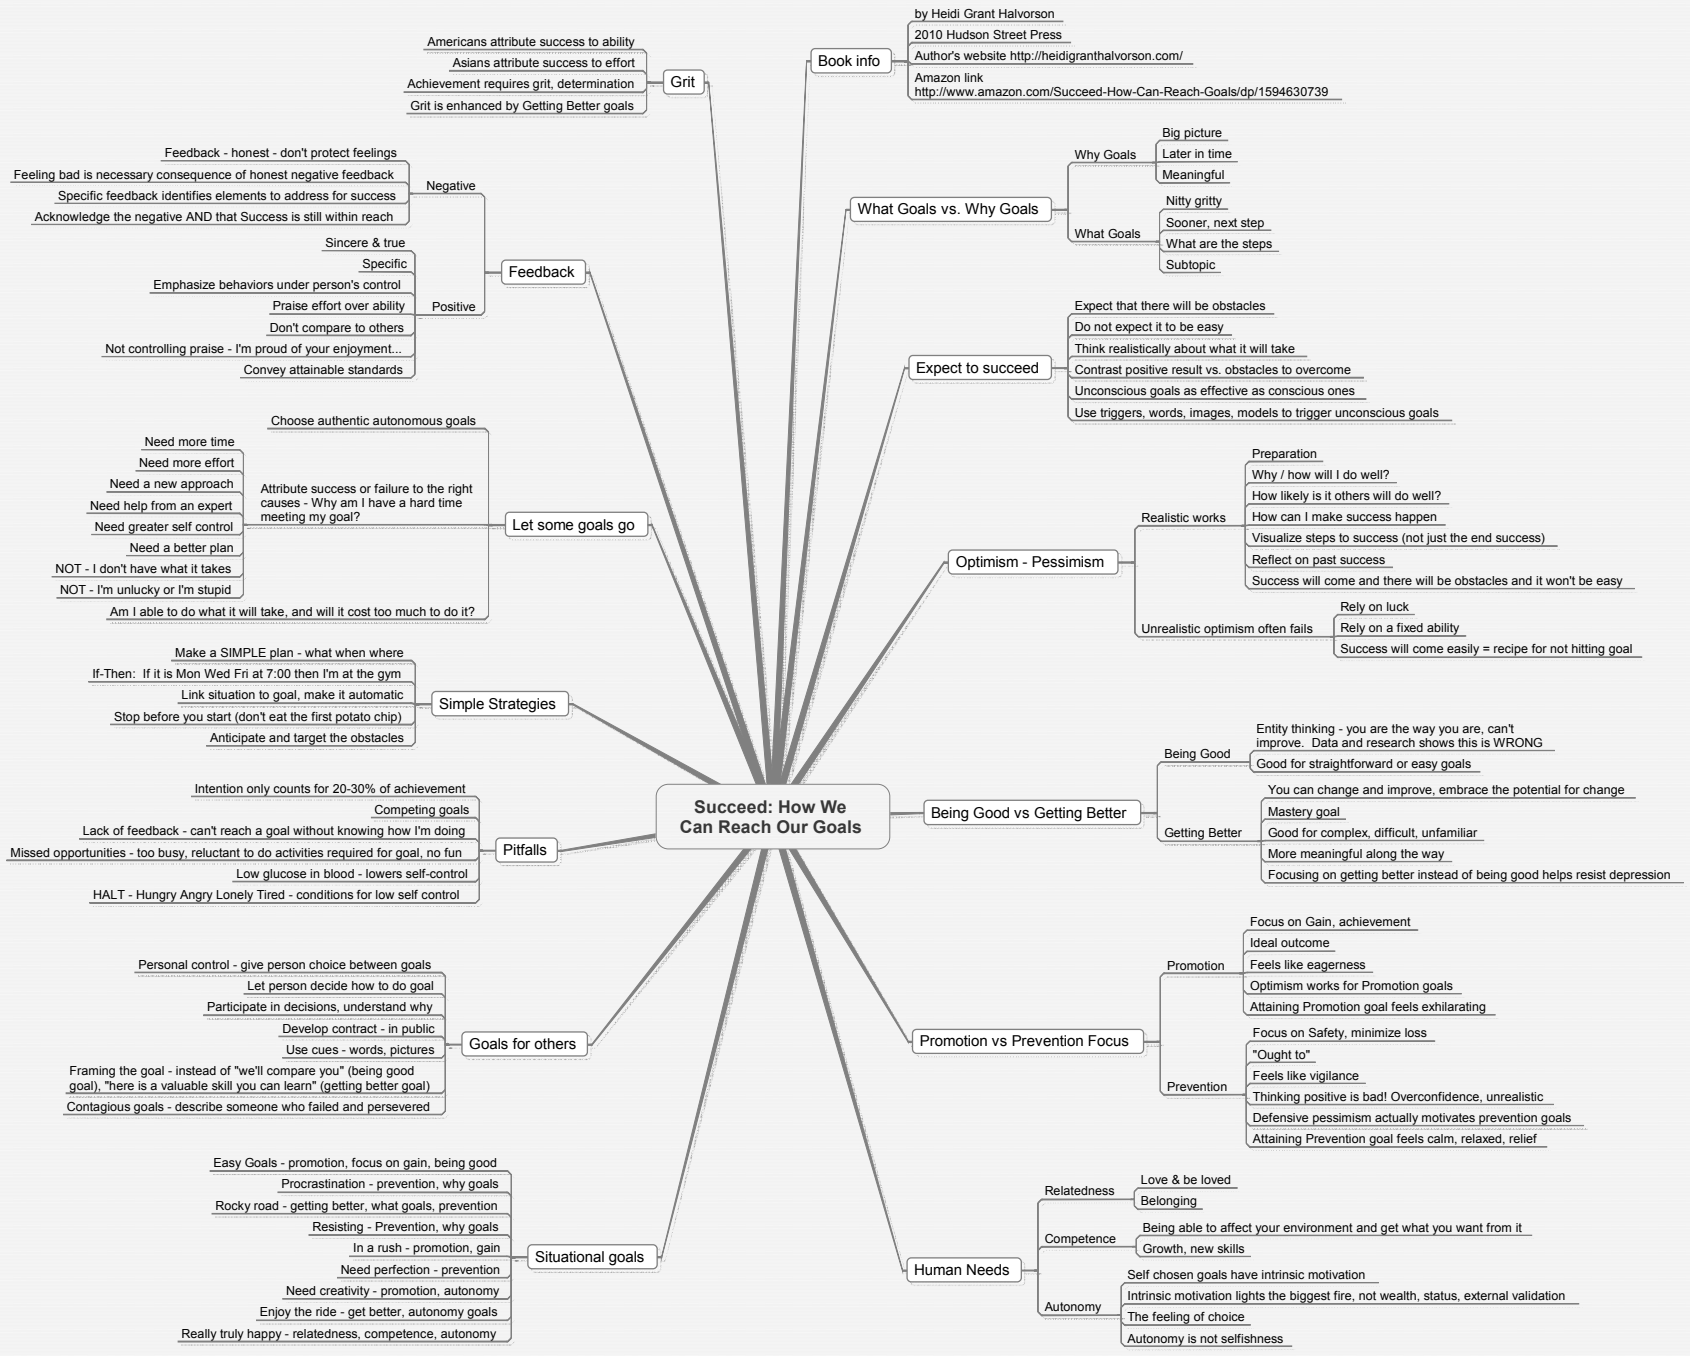 Succeed: How We
Can Reach Our Goals
Book info
by Heidi Grant Halvorson
2010 Hudson Street Press
Author's website http://heidigranthalvorson.com/
Amazon link
http://www.amazon.com/Succeed-How-Can-Reach-Goals/dp/1594630739
What Goals vs. Why Goals
Why Goals
Big picture
Later in time
Meaningful
What Goals
Nitty gritty
Sooner, next step
What are the steps
Subtopic
Expect to succeed
Expect that there will be obstacles
Do not expect it to be easy
Think realistically about what it will take
Contrast positive result vs. obstacles to overcome
Unconscious goals as effective as conscious ones
Use triggers, words, images, models to trigger unconscious goals
Optimism - Pessimism
Realistic works
Preparation
Why / how will I do well?
How likely is it others will do well?
How can I make success happen
Visualize steps to success (not just the end success)
Reflect on past success
Success will come and there will be obstacles and it won't be easy
Unrealistic optimism often fails
Rely on luck
Rely on a fixed ability
Success will come easily = recipe for not hitting goal
Being Good vs Getting Better
Being Good
Entity thinking - you are the way you are, can't
improve.  Data and research shows this is WRONG
Good for straightforward or easy goals
Getting Better
You can change and improve, embrace the potential for change
Mastery goal
Good for complex, difficult, unfamiliar
More meaningful along the way
Focusing on getting better instead of being good helps resist depression
Promotion vs Prevention Focus
Promotion
Focus on Gain, achievement
Ideal outcome
Feels like eagerness
Optimism works for Promotion goals
Attaining Promotion goal feels exhilarating
Prevention
Focus on Safety, minimize loss
"Ought to"
Feels like vigilance
Thinking positive is bad! Overconfidence, unrealistic
Defensive pessimism actually motivates prevention goals
Attaining Prevention goal feels calm, relaxed, relief
Human Needs
Relatedness
Love & be loved
Belonging
Competence
Being able to affect your environment and get what you want from it
Growth, new skills
Autonomy
Self chosen goals have intrinsic motivation
Intrinsic motivation lights the biggest fire, not wealth, status, external validation
The feeling of choice
Autonomy is not selfishness
Grit
Americans attribute success to ability
Asians attribute success to effort
Achievement requires grit, determination
Grit is enhanced by Getting Better goals
Feedback
Negative
Feedback - honest - don't protect feelings
Feeling bad is necessary consequence of honest negative feedback
Specific feedback identifies elements to address for success
Acknowledge the negative AND that Success is still within reach
Positive
Sincere & true
Specific
Emphasize behaviors under person's control
Praise effort over ability
Don't compare to others
Not controlling praise - I'm proud of your enjoyment...
Convey attainable standards
Let some goals go
Choose authentic autonomous goals
Attribute success or failure to the right
causes - Why am I have a hard time
meeting my goal?
Need more time
Need more effort
Need a new approach
Need help from an expert
Need greater self control
Need a better plan
NOT - I don't have what it takes
NOT - I'm unlucky or I'm stupid
Am I able to do what it will take, and will it cost too much to do it?
Simple Strategies
Make a SIMPLE plan - what when where
If-Then:  If it is Mon Wed Fri at 7:00 then I'm at the gym
Link situation to goal, make it automatic
Stop before you start (don't eat the first potato chip)
Anticipate and target the obstacles
Pitfalls
Intention only counts for 20-30% of achievement
Competing goals
Lack of feedback - can't reach a goal without knowing how I'm doing
Missed opportunities - too busy, reluctant to do activities required for goal, no fun
Low glucose in blood - lowers self-control
HALT - Hungry Angry Lonely Tired - conditions for low self control
Goals for others
Personal control - give person choice between goals
Let person decide how to do goal
Participate in decisions, understand why
Develop contract - in public
Use cues - words, pictures
Framing the goal - instead of "we'll compare you" (being good
goal), "here is a valuable skill you can learn" (getting better goal)
Contagious goals - describe someone who failed and persevered
Situational goals
Easy Goals - promotion, focus on gain, being good
Procrastination - prevention, why goals
Rocky road - getting better, what goals, prevention
Resisting - Prevention, why goals
In a rush - promotion, gain
Need perfection - prevention
Need creativity - promotion, autonomy
Enjoy the ride - get better, autonomy goals
Really truly happy - relatedness, competence, autonomy